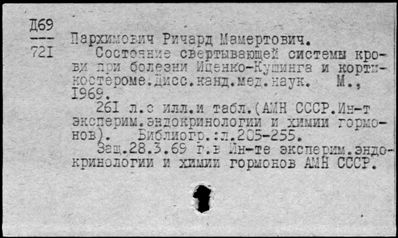 Д69
721
Пархимович Ричард Мамертович.
Состояние свертывающей системы кро-
ви при болезни Иценко-Кушинга и корти-
костероме.Дисс.канд.мед.наук. М.,
1969.
261 л.с илл.и табл.(АМН СССР.Ин-т
эксперим.эндокринологии и химии гормо-
нов). Библиогр.:л.205-255.
Защ.28.3.69 г.в Ин-те эксперим.эндо-
кринологии и химии гормонов АМН СССР.